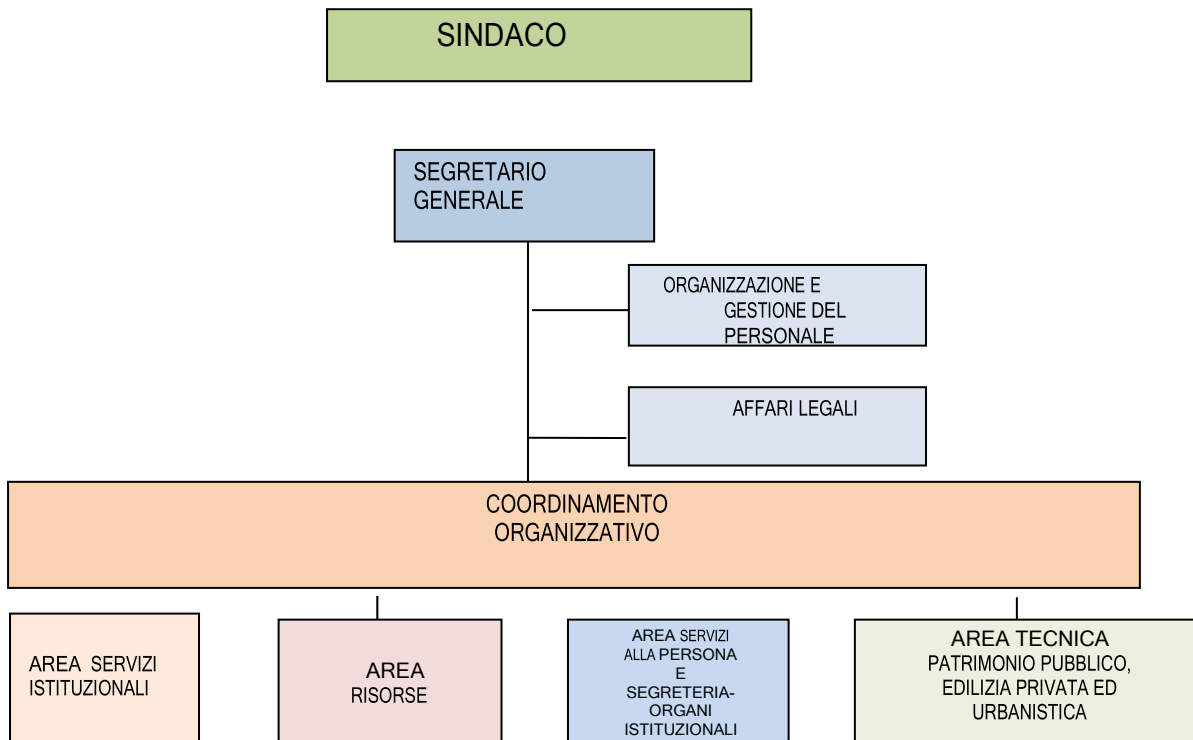 SINDACO
SEGRETARIO
GENERALE
ORGANIZZAZIONE E
GESTIONE DEL
PERSONALE
AFFARI LEGALI
COORDINAMENTO
ORGANIZZATIVO
AREA SERVIZI
ISTITUZIONALI
AREA
RISORSE
AREA SERVIZI
ALLA PERSONA
E
SEGRETERIA-
ORGANI
ISTITUZIONALI
AREA TECNICA
PATRIMONIO PUBBLICO,
EDILIZIA PRIVATA ED
URBANISTICA